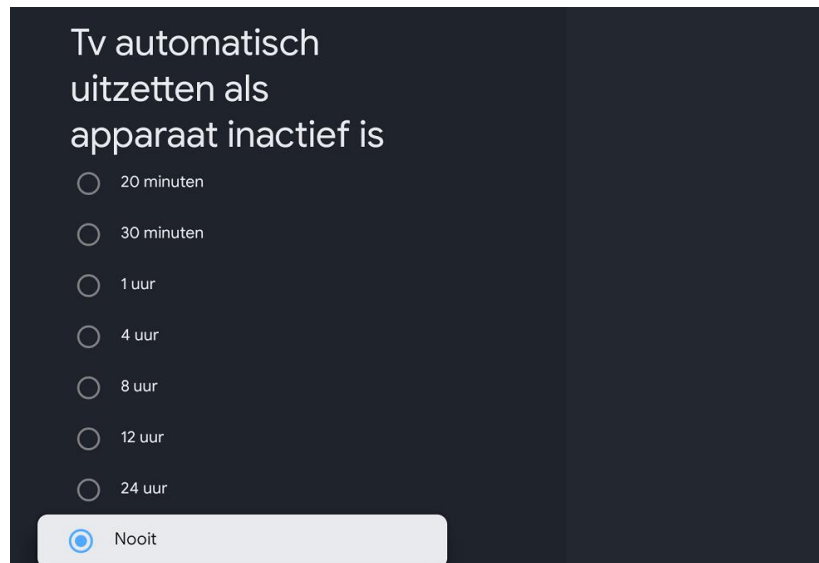 Tv automatisch
uitzetten als
apparaat inactief is
20 minuten
30 minuten
1 uur
4 uur
8 uur
12 uur
24 uur
Nooit